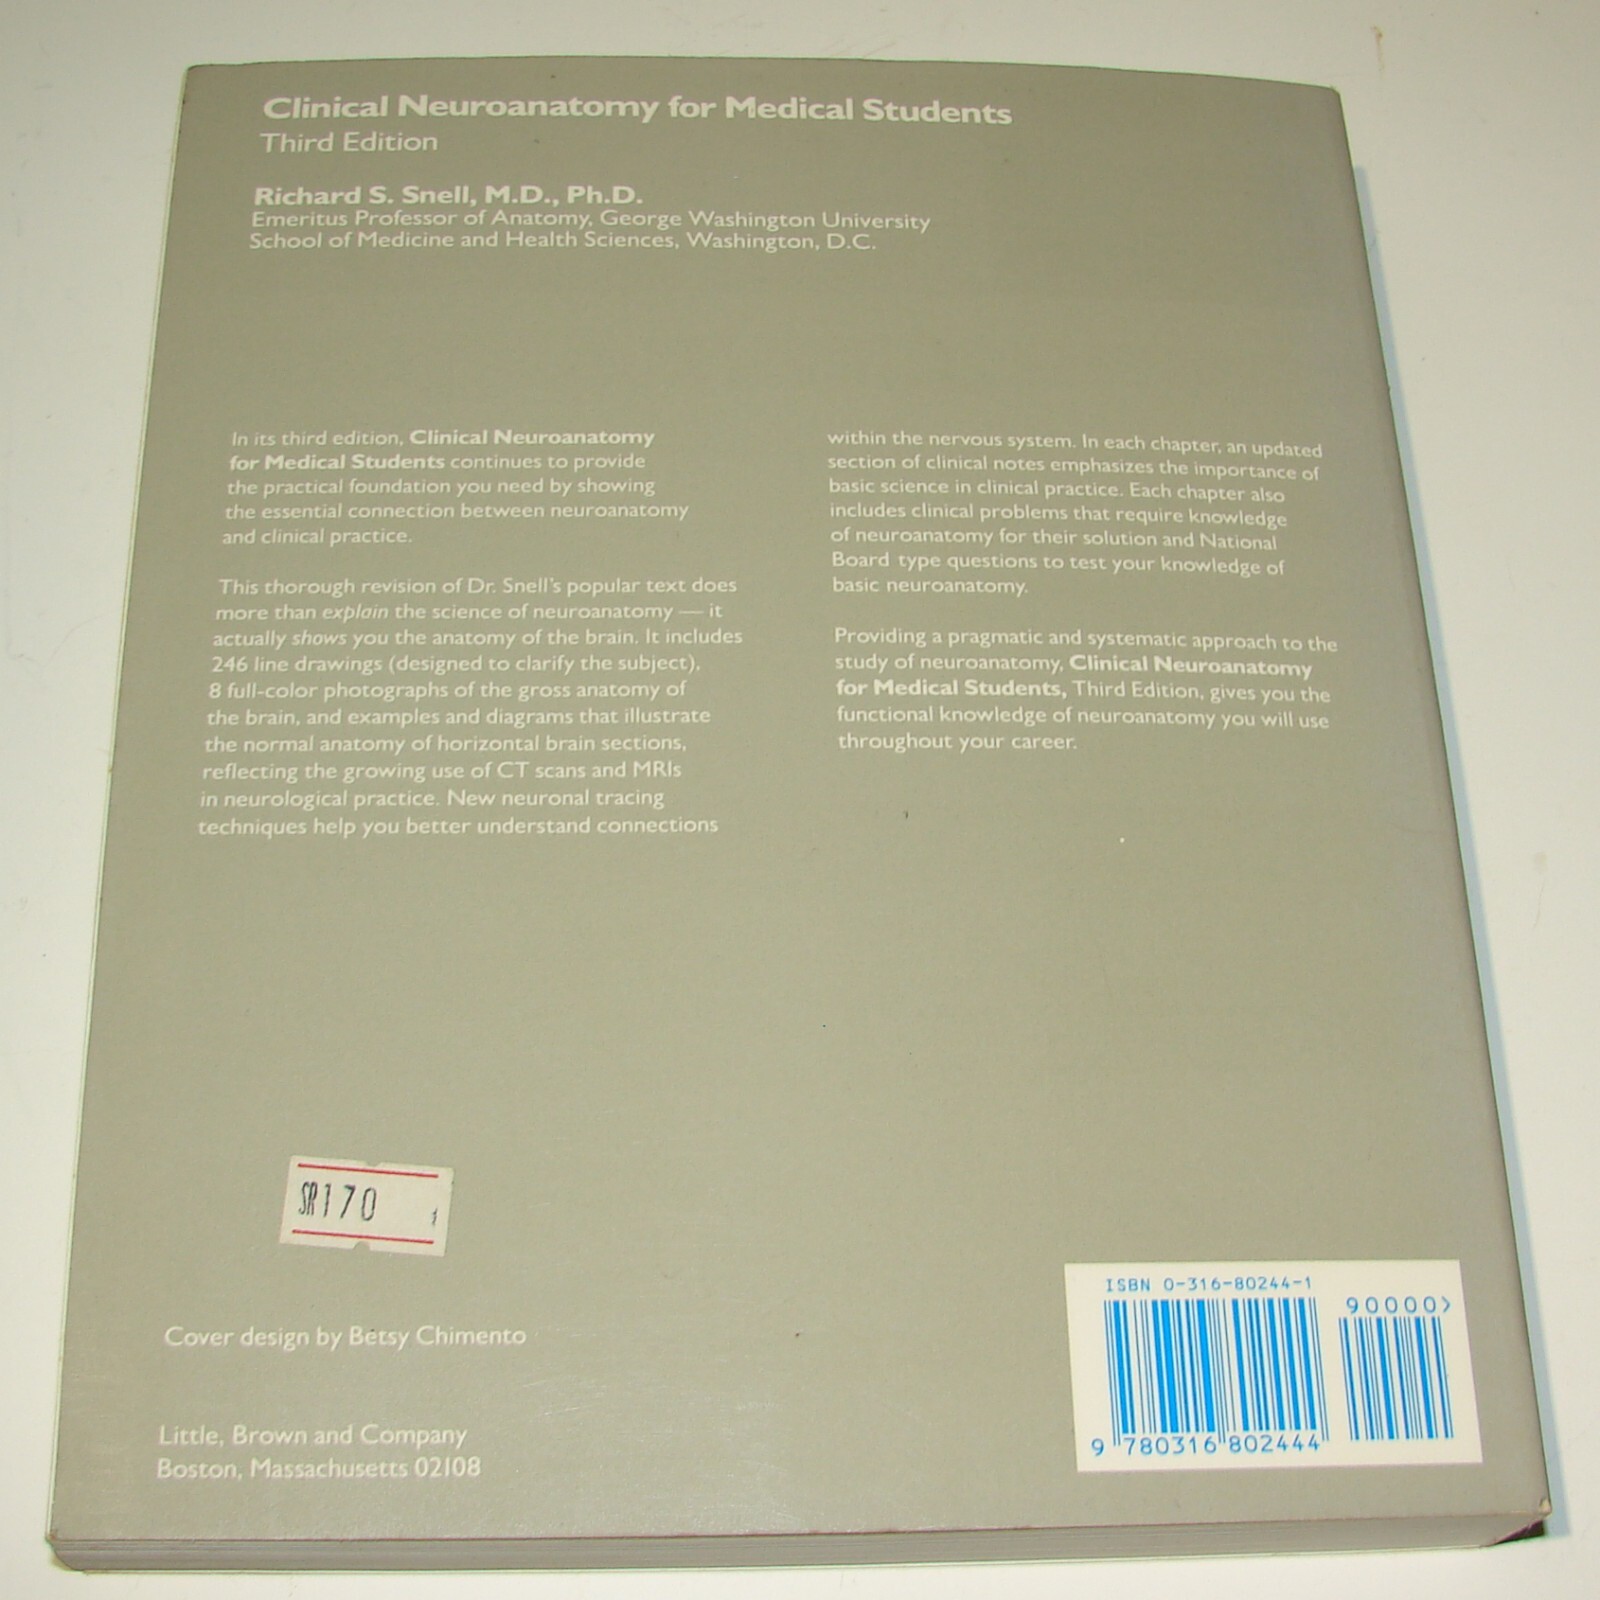 Clinical Neuroanatomy for Medical Students
Third Edition
Richard S. Snell, M.D., Ph.D.
Emeritus Professor of Anatomy, George Washington University
School of Medicine and Health Sciences, Washington, D.C.
In its third edition, Clinical Neuroanatomy
for Medical Students continues to provide
the practical foundation you need by showing
the essential connection between neuroanatomy
and clinical practice.
This thorough revision of Dr. Snell's popular text does
more than explain the science of neuroanatomy — it
actually shows you the anatomy of the brain. It includes
246 line drawings (designed to clarify the subject),
8 full-color photographs of the gross anatomy of
the brain, and examples and diagrams that illustrate
the normal anatomy of horizontal brain sections,
reflecting the growing use of CT scans and MRIs
in neurological practice. New neuronal tracing
techniques help you better understand connections
within the nervous system. In each chapter, an updated
section of clinical notes emphasizes the importance of
basic science in clinical practice. Each chapter also
includes clinical problems that require knowledge
of neuroanatomy for their solution and National
Board type questions to test your knowledge of
basic neuroanatomy.
Providing a pragmatic and systematic approach to the
study of neuroanatomy, Clinical Neuroanatomy
for Medical Students, Third Edition, gives you the
functional knowledge of neuroanatomy you will use
throughout your career.
SR170 1
Cover design by Betsy Chimento
Little, Brown and Company
Boston, Massachusetts 02108
ISBN 0-316-80244-1
90000>
9 780316 802444